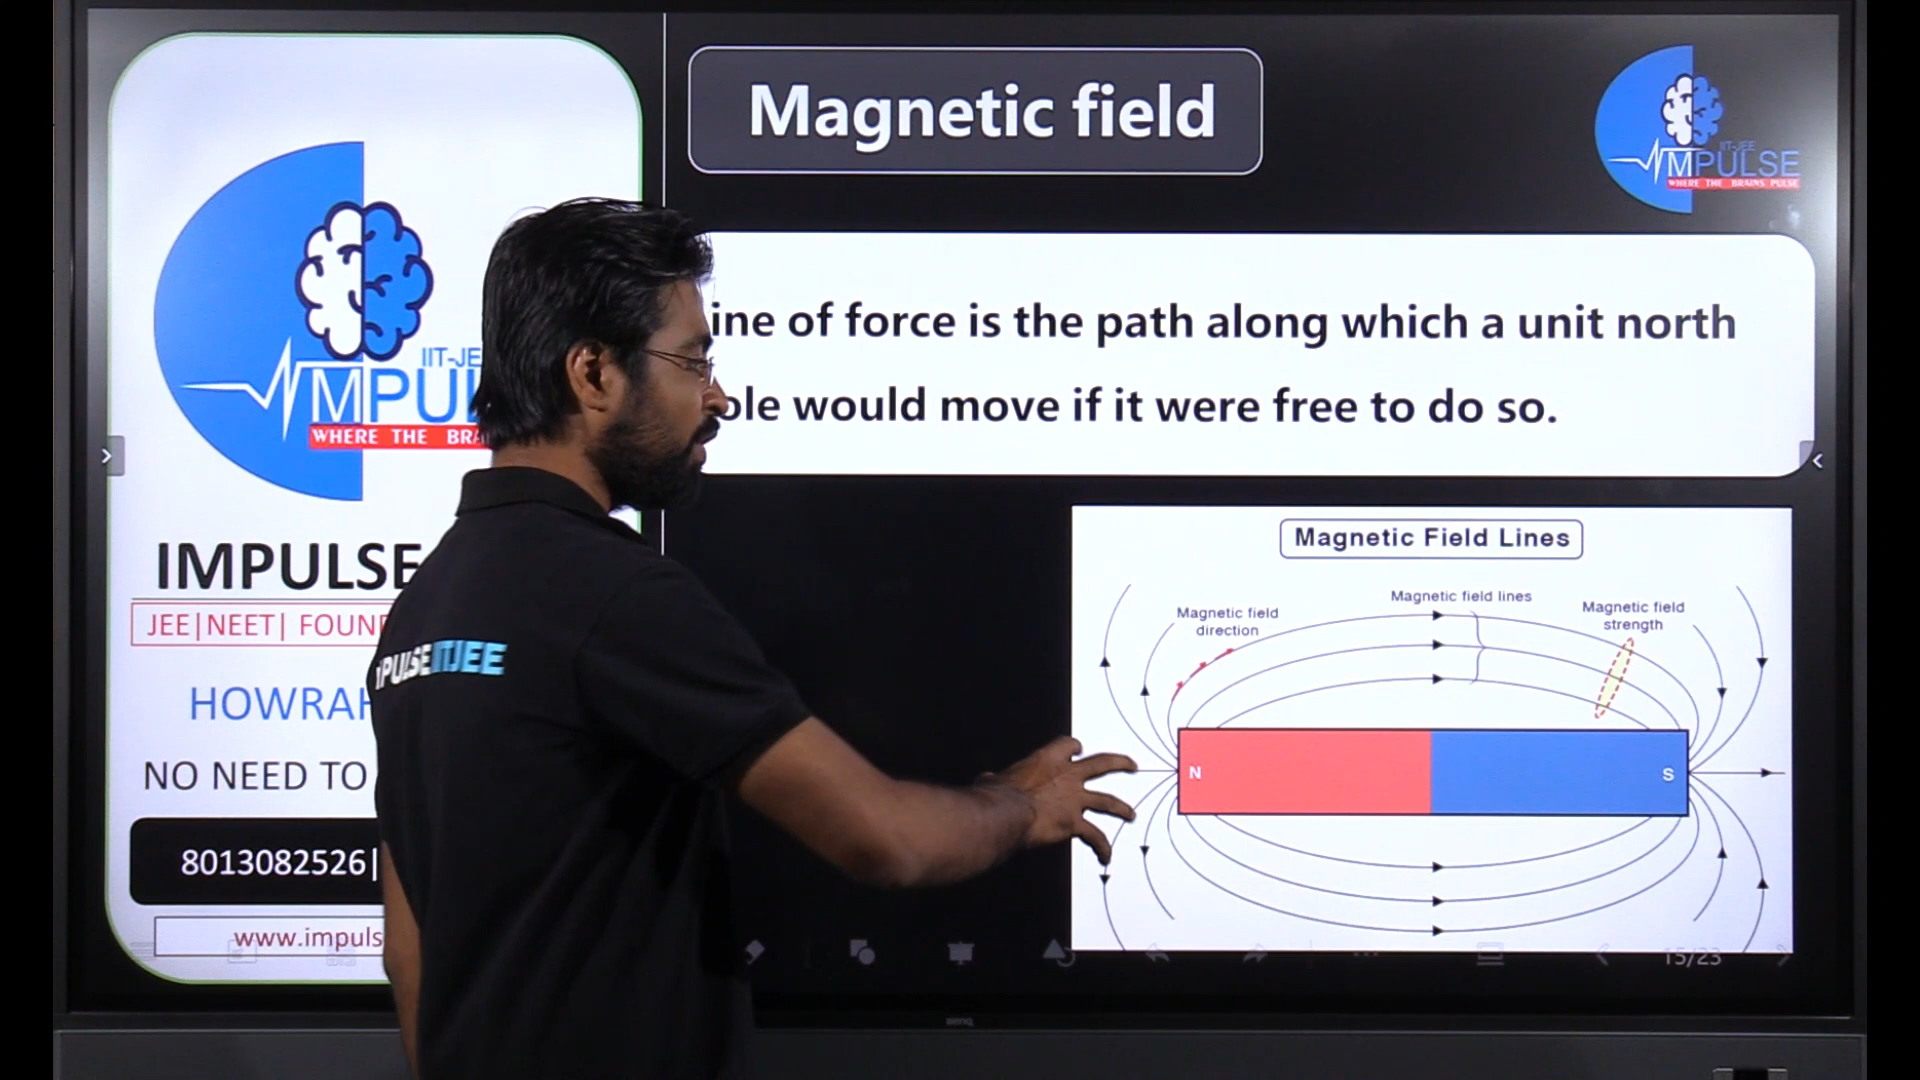 Magnetic field
IIT-JEE
MPULSE
WHERE THE BRAINS PULSE
ine of force is the path along which a unit north
ole would move if it were free to do so.
IIT-JE
MPUL
WHERE THE BRA
IMPULSE
JEE|NEET| FOUN
HOWRAH
NO NEED TO
8013082526|
www.impuls
PULSE IITJEE
Magnetic Field Lines
Magnetic field lines
Magnetic field
direction
Magnetic field
strength
N
S
15/23
BenQ